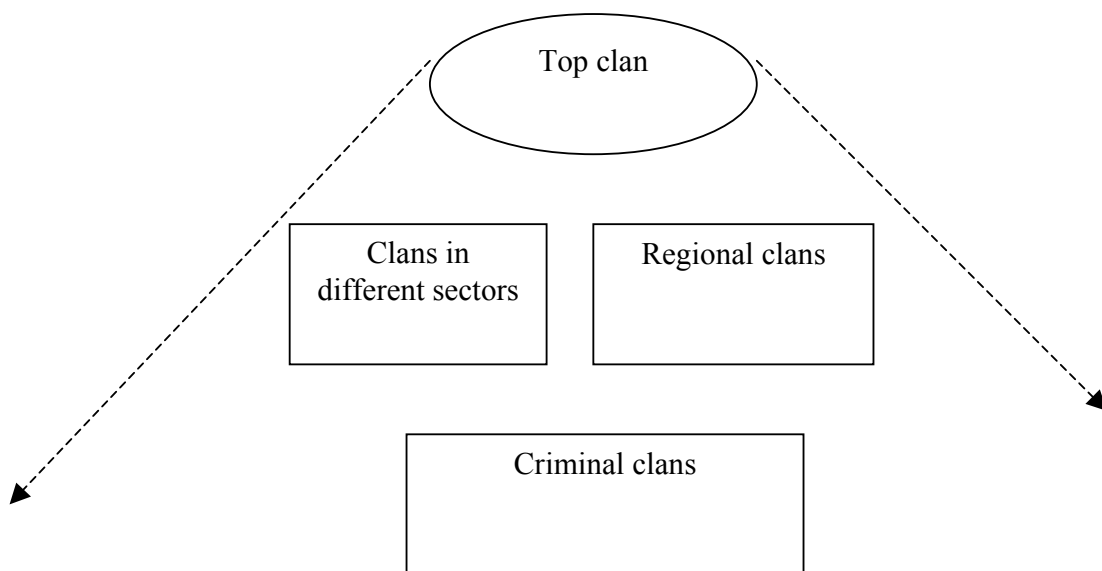 Top clan
Clans in
different sectors
Regional clans
Criminal clans